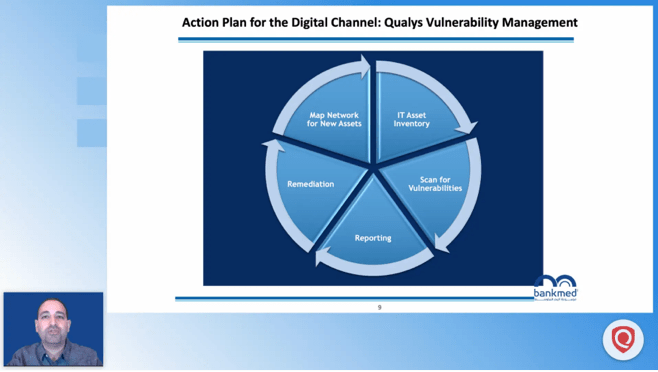 Action Plan for the Digital Channel: Qualys Vulnerability Management
Map Network
for New Assets
IT Asset
Inventory
Scan for
Vulnerabilities
Reporting
Remediation
bankmed
9